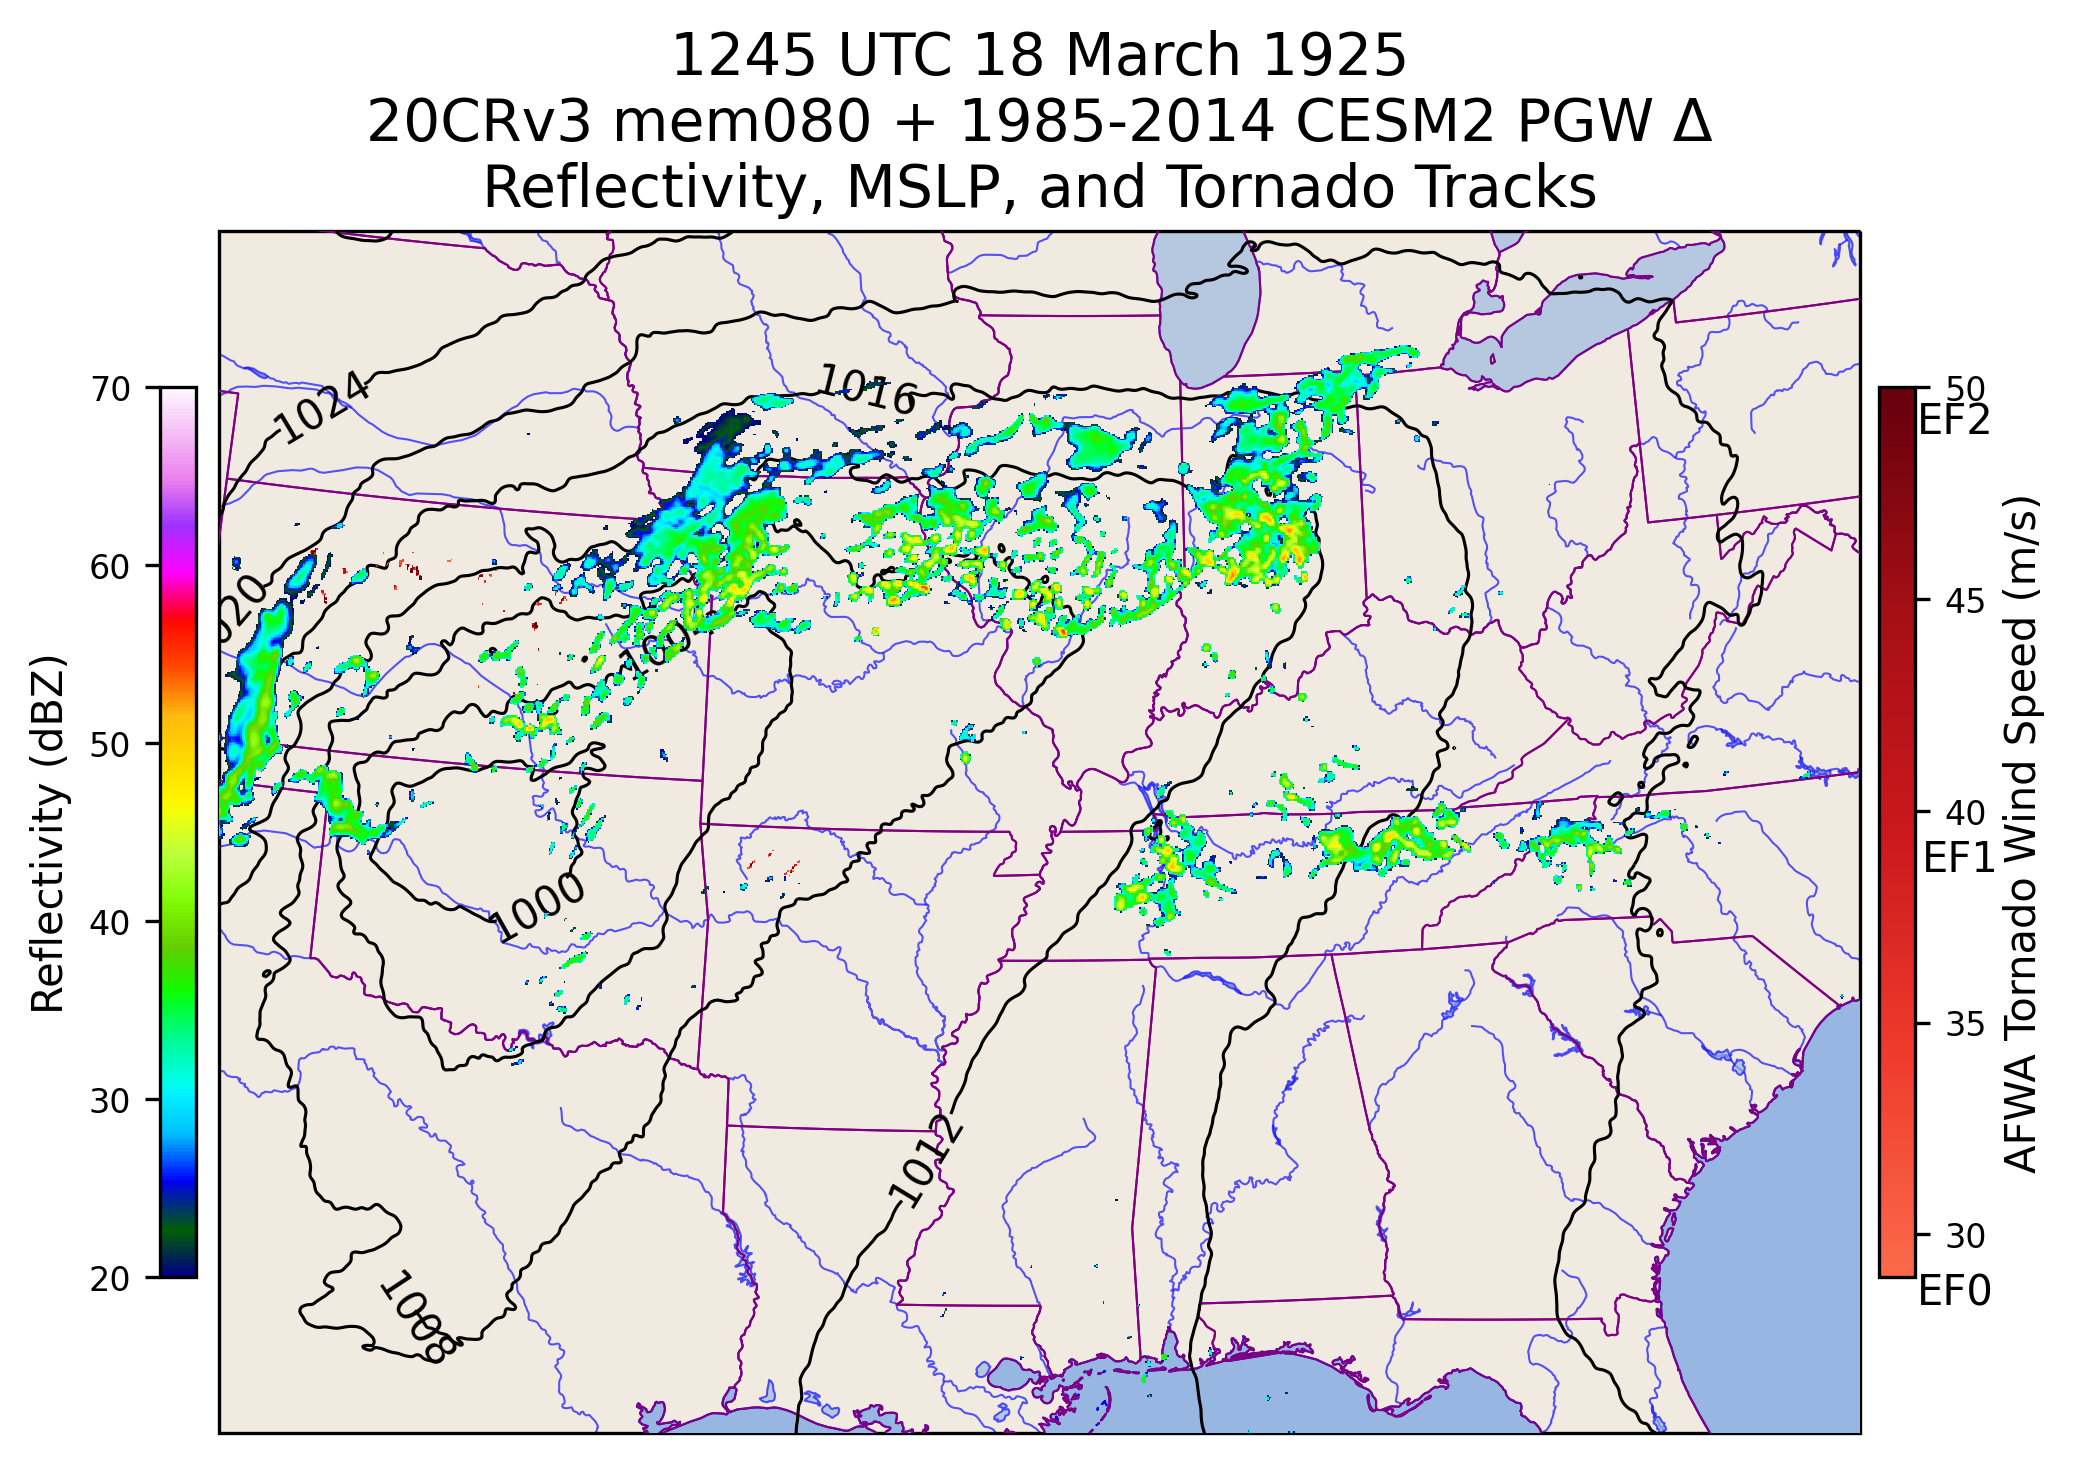 1245 UTC 18 March 1925
20CRv3 mem080 + 1985-2014 CESM2 PGW Δ
Reflectivity, MSLP, and Tornado Tracks
Reflectivity (dBZ)
70
60
50
40
30
20
1024
1016
1000
1012
1008
50
EF2
45
40
EF1
35
30
EF0
AFWA Tornado Wind Speed (m/s)